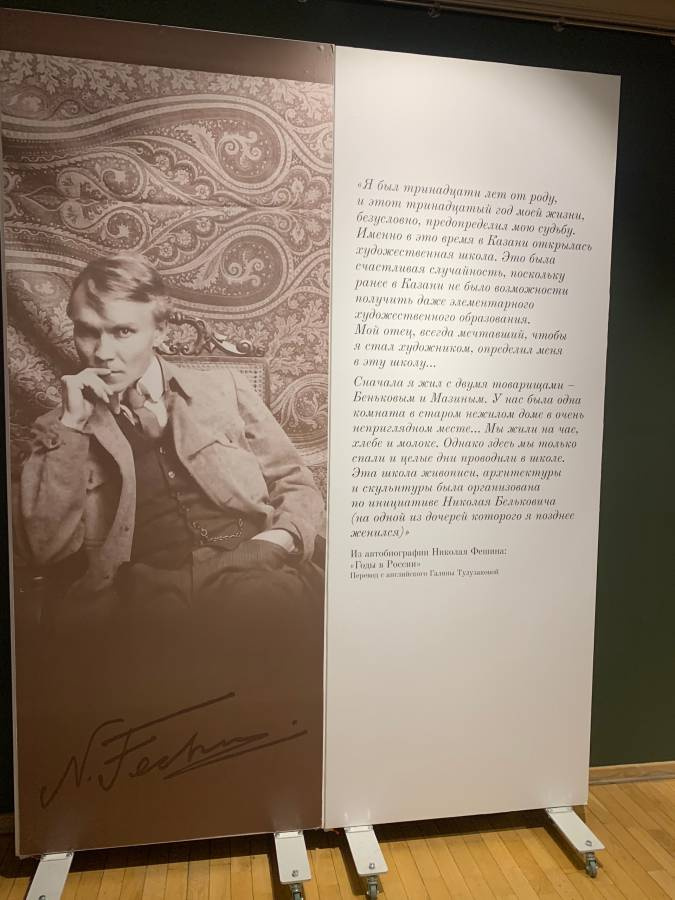 «Я был тринадцати лет от роду,
и этот тринадцатый год моей жизни,
безусловно, предопределил мою судьбу.
Именно в это время в Казани открылась
художественная школа. Это была
счастливая случайность, поскольку
ранее в Казани не было возможности
получить даже элементарного
художественного образования.
Мой отец, всегда мечтавший, чтобы
я стал художником, определил меня
в эту школу...
Сначала я жил с двумя товарищами –
Беньковым и Мазиным. У нас была одна
комната в старом нежилом доме в очень
неприглядном месте... Мы жили на чае,
хлебе и молоке. Однако здесь мы только
спали и целые дни проводили в школе.
Эта школа живописи, архитектуры
и скульптуры была организована
по инициативе Николая Бельковича
(на одной из дочерей которого я позднее
женился)»
Из автобиографии Николая Фешина:
«Годы в России»
Перевод с английского Галины Тулузаковой
N. Fechin.